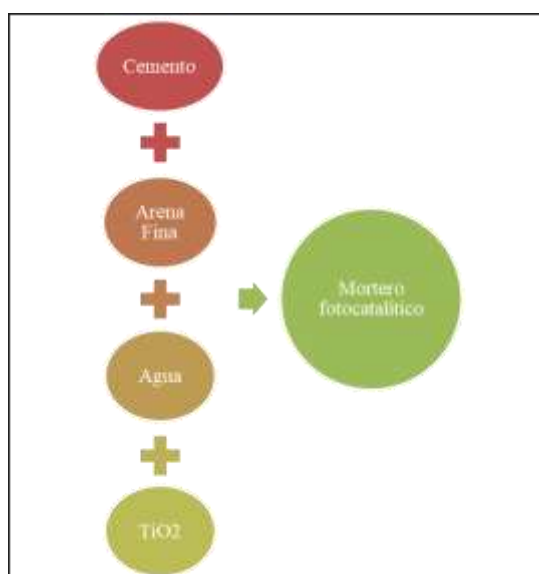 Cemento
Arena
Fina
Agua
TiO2
Mortero
fotocatalítico